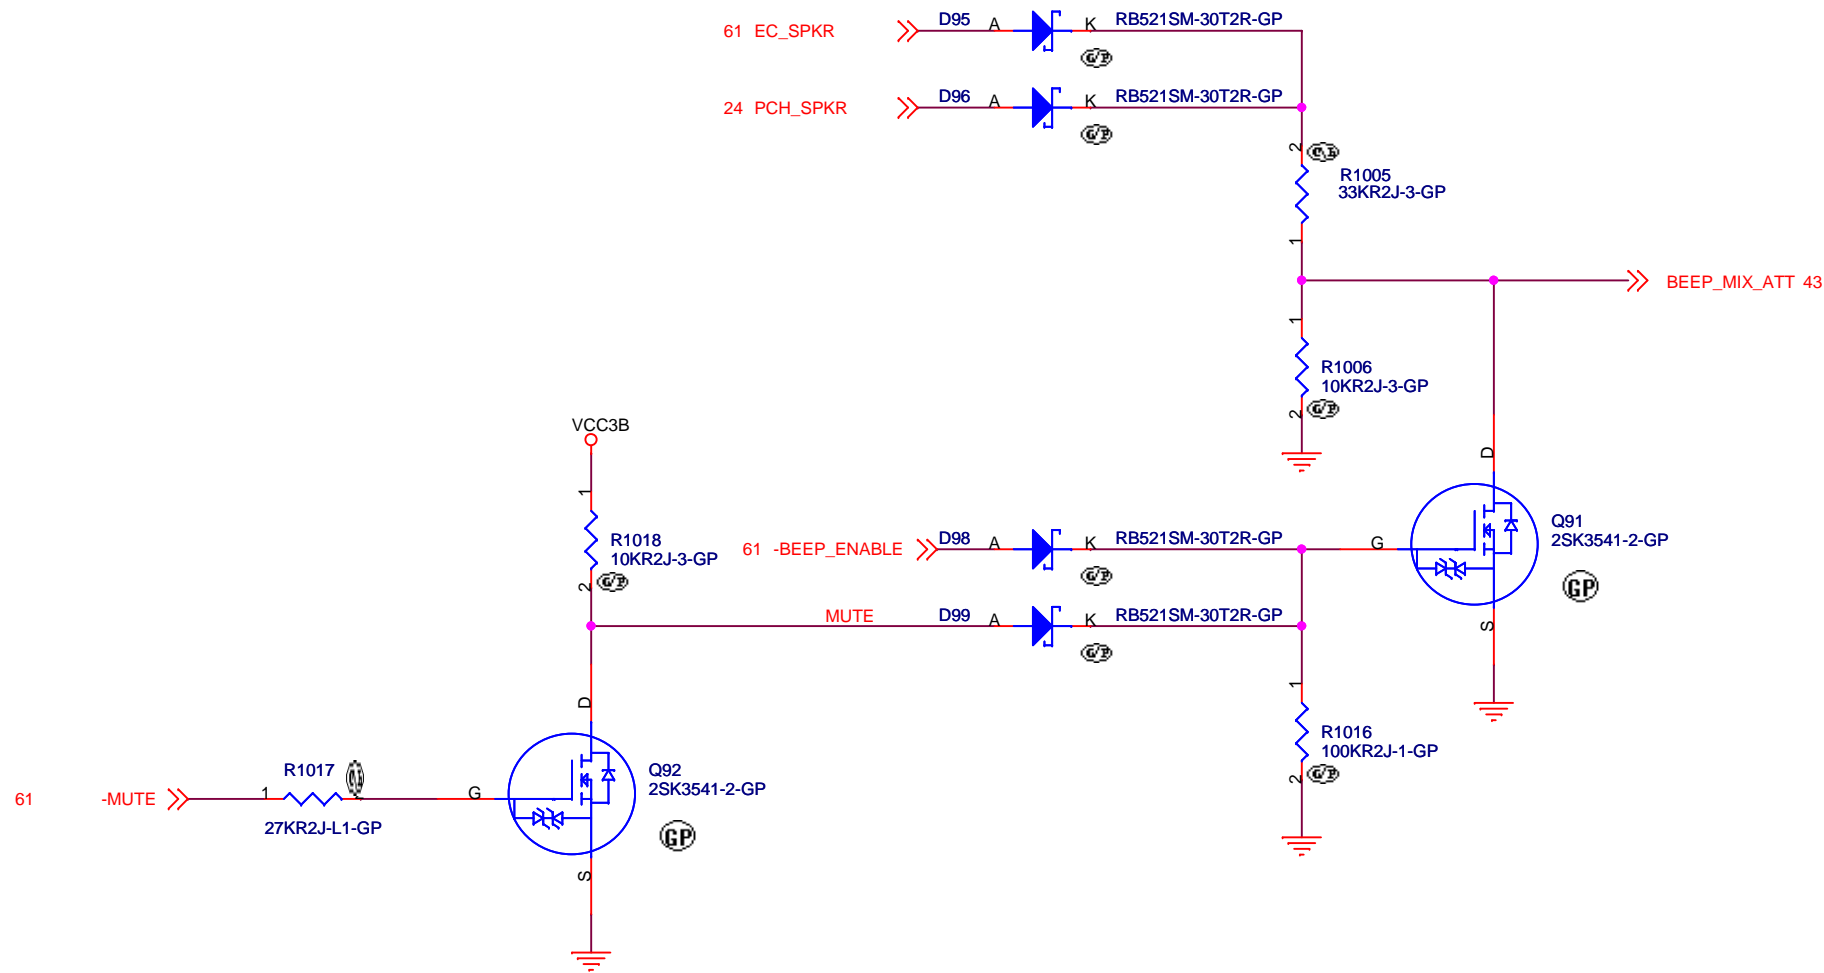 61 EC_SPKR D95 A K RB521SM-30T2R-GP
G/P
24 PCH_SPKR D96 A K RB521SM-30T2R-GP
G/P
2 G/P
R1005
33KR2J-3-GP
1
BEEP_MIX_ATT 43
1
R1006
10KR2J-3-GP
2 G/P
VCC3B
1
R1018
10KR2J-3-GP
2 G/P
61 -BEEP_ENABLE D98 A K RB521SM-30T2R-GP
G/P
G
D
Q91
2SK3541-2-GP
GP
S
MUTE D99 A K RB521SM-30T2R-GP
G/P
1
R1016
100KR2J-1-GP
2 G/P
D
Q92
2SK3541-2-GP
GP
S
61 -MUTE 1 R1017 G
27KR2J-L1-GP